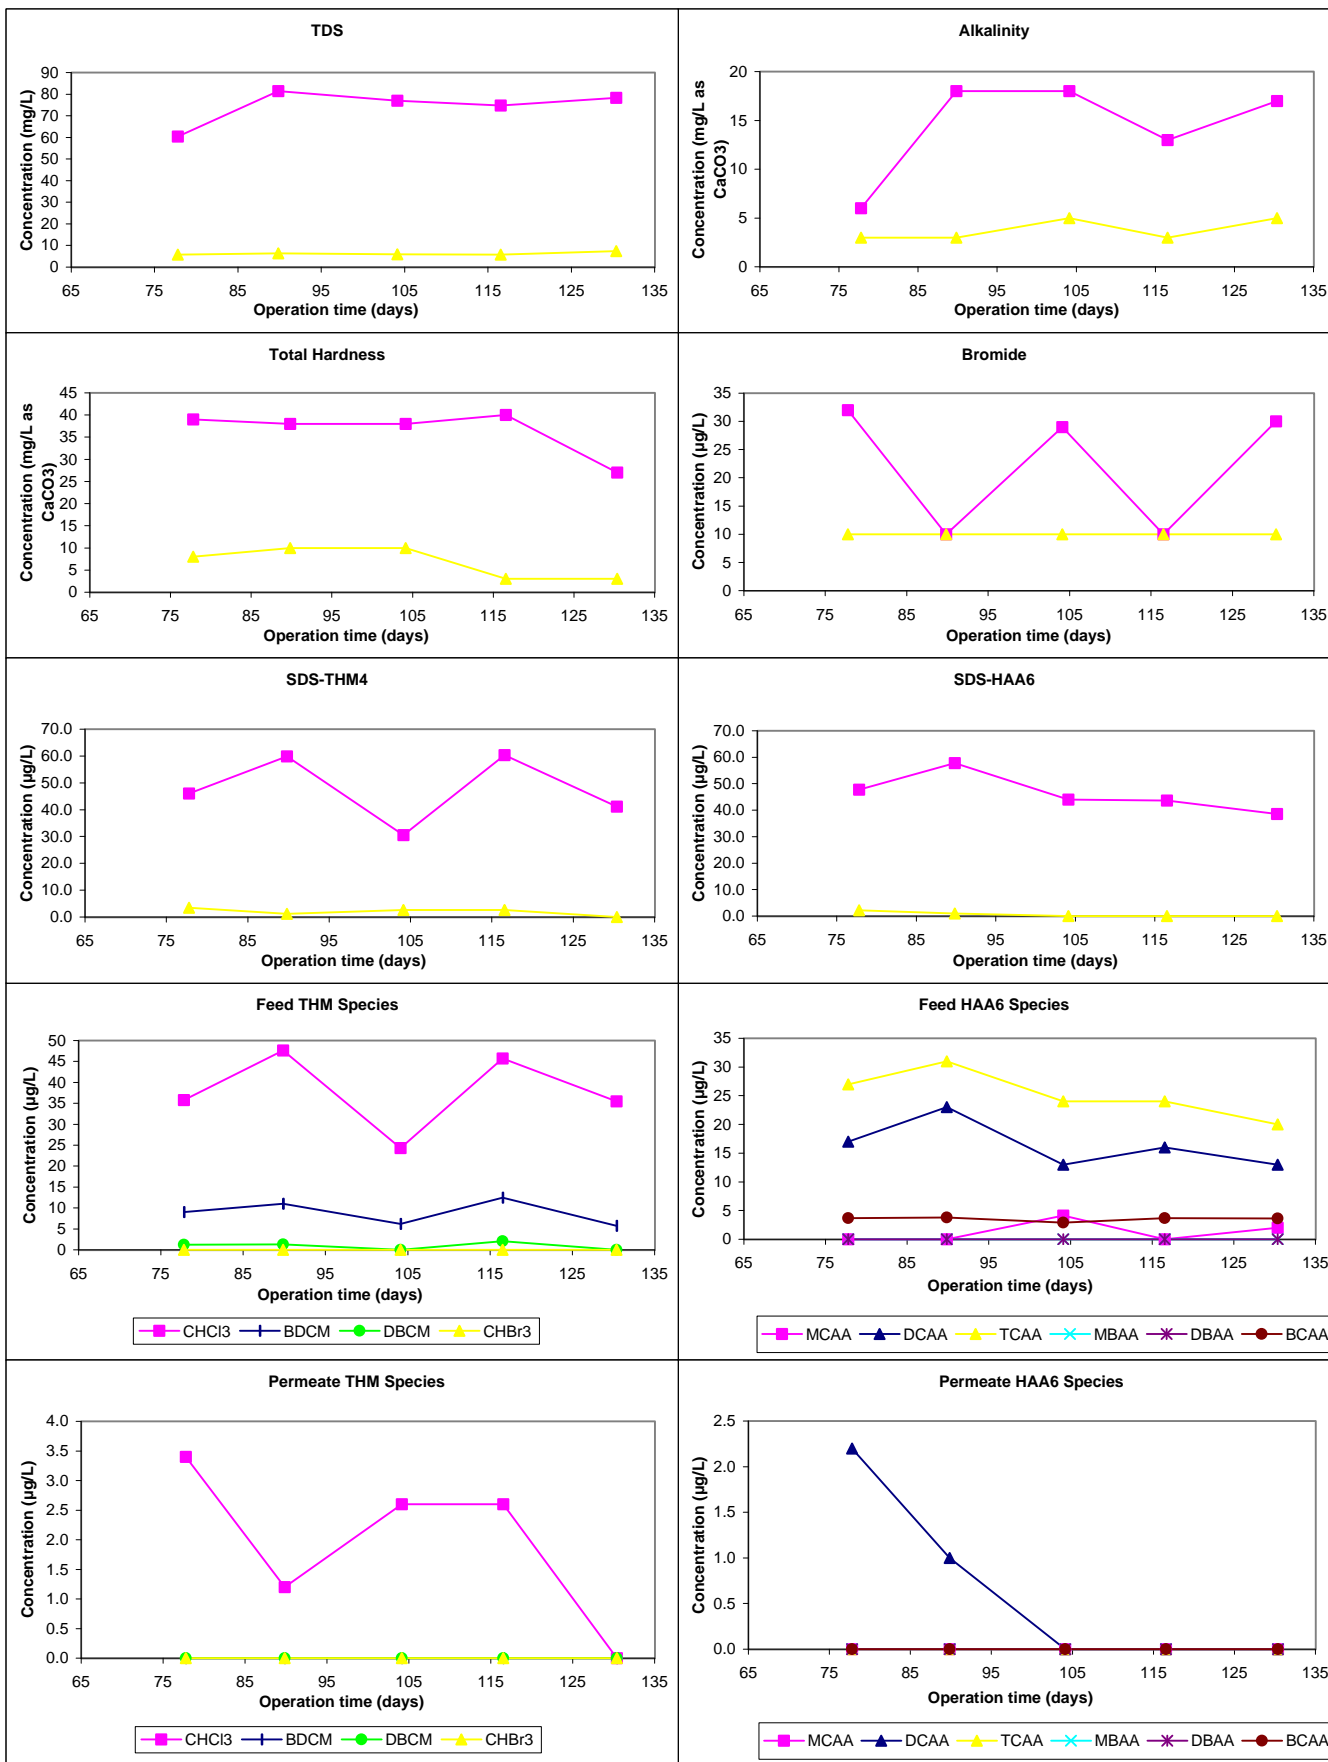 TDS
Concentration (mg/L)
90
80
70
60
50
40
30
20
10
0
65 75 85 95 105 115 125 135
Operation time (days)
Alkalinity
Concentration (mg/L as
CaCO3)
20
15
10
5
0
65 75 85 95 105 115 125 135
Operation time (days)
Total Hardness
Concentration (mg/L as
CaCO3)
45
40
35
30
25
20
15
10
5
0
65 75 85 95 105 115 125 135
Operation time (days)
Bromide
Concentration (µg/L)
35
30
25
20
15
10
5
0
65 75 85 95 105 115 125 135
Operation time (days)
SDS-THM4
Concentration (µg/L)
70.0
60.0
50.0
40.0
30.0
20.0
10.0
0.0
65 75 85 95 105 115 125 135
Operation time (days)
SDS-HAA6
Concentration (µg/L)
70.0
60.0
50.0
40.0
30.0
20.0
10.0
0.0
65 75 85 95 105 115 125 135
Operation time (days)
Feed THM Species
Concentration (µg/L)
50
45
40
35
30
25
20
15
10
5
0
65 75 85 95 105 115 125 135
Operation time (days)
CHCl3 BDCM DBCM CHBr3
Feed HAA6 Species
Concentration (µg/L)
35
30
25
20
15
10
5
0
65 75 85 95 105 115 125 135
Operation time (days)
MCAA DCAA TCAA MBAA DBAA BCAA
Permeate THM Species
Concentration (µg/L)
4.0
3.5
3.0
2.5
2.0
1.5
1.0
0.5
0.0
65 75 85 95 105 115 125 135
Operation time (days)
CHCl3 BDCM DBCM CHBr3
Permeate HAA6 Species
Concentration (µg/L)
2.5
2.0
1.5
1.0
0.5
0.0
65 75 85 95 105 115 125 135
Operation time (days)
MCAA DCAA TCAA MBAA DBAA BCAA